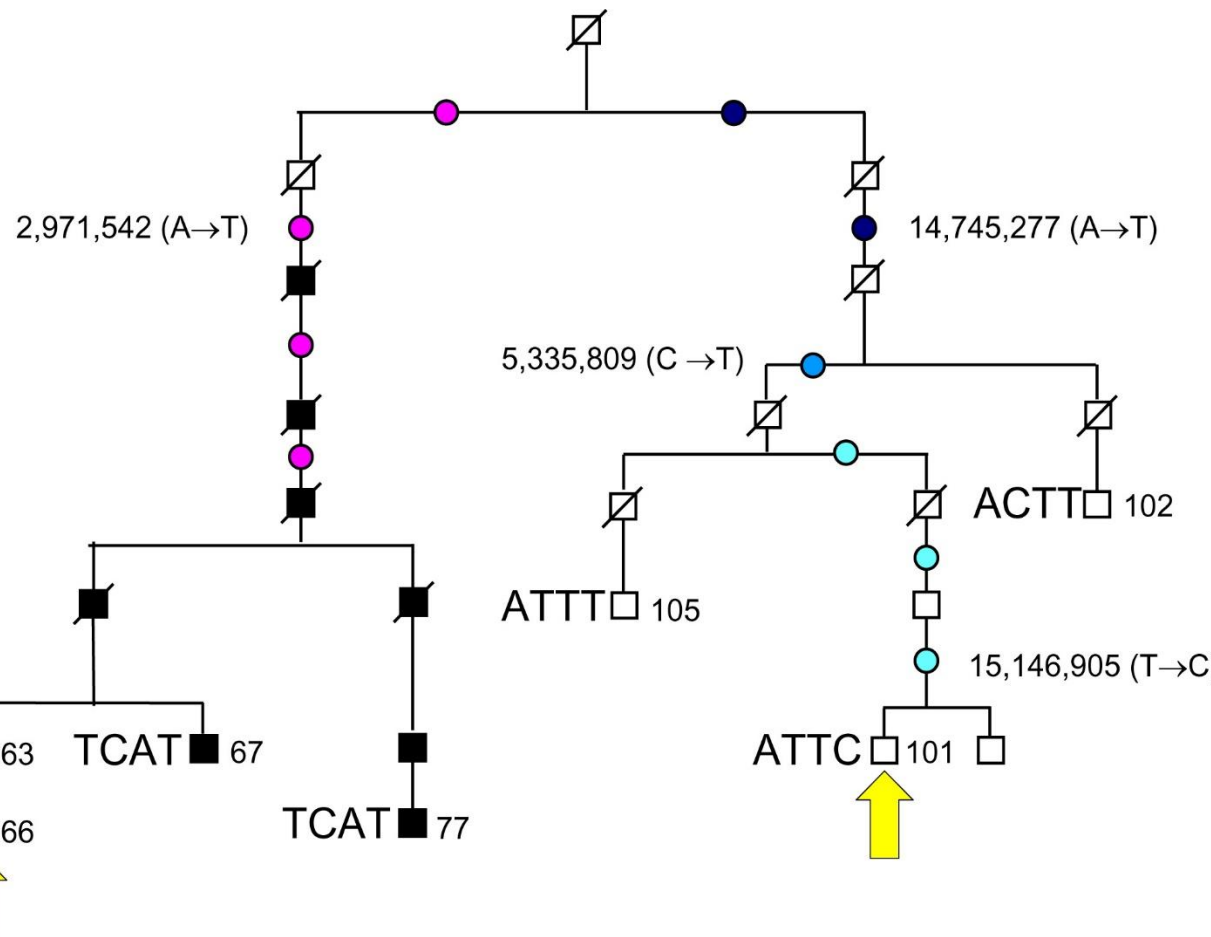 2,971,542 (A→T)
14,745,277 (A→T)
5,335,809 (C →T)
ACTT 102
ATTT 105
15,146,905 (T→C
63
TCAT 67
ATTC 101
TCAT 77
66